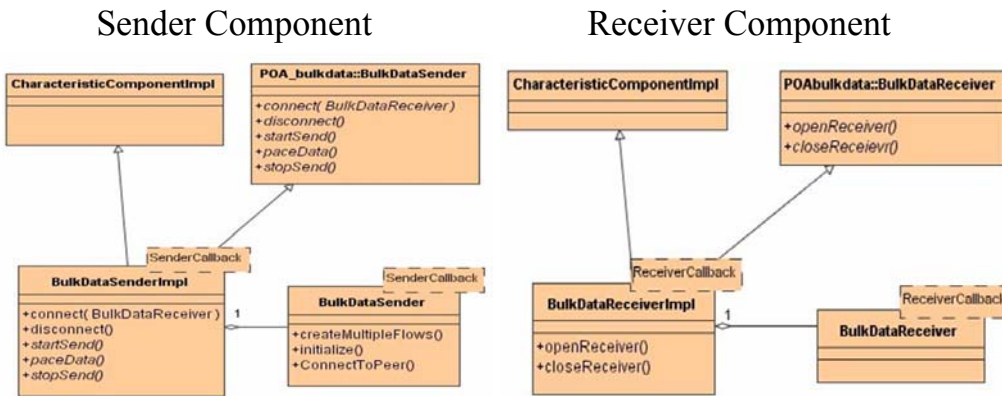 Sender Component
CharacteristicComponentImpl
POA_bulkdata::BulkDataSender
+connect( BulkDataReceiver )
+disconnect()
+startSend()
+paceData()
+stopSend()
SenderCallback
BulkDataSenderImpl
+connect( BulkDataReceiver )
+disconnect()
+startSend()
+paceData()
+stopSend()
1
SenderCallback
BulkDataSender
+createMultipleFlows()
+initialize()
+ConnectToPeer()
Receiver Component
CharacteristicComponentImpl
POAbulkdata::BulkDataReceiver
+openReceiver()
+closeReceievr()
ReceiverCallback
BulkDataReceiverImpl
+openReceiver()
+closeReceiver()
1
ReceiverCallback
BulkDataReceiver